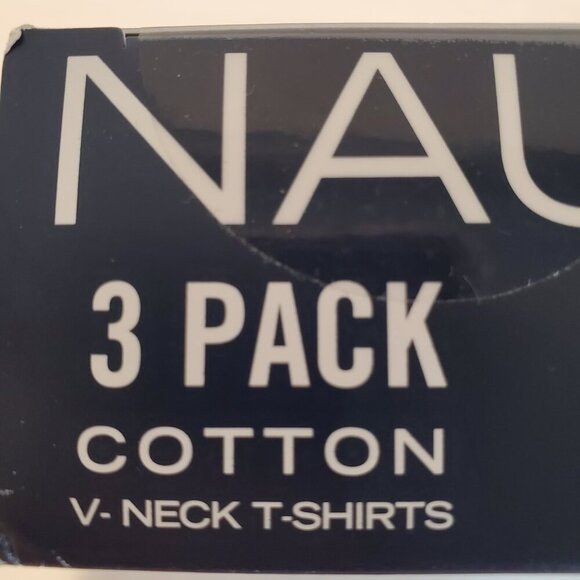 NAU
3 PACK
COTTON
V- NECK T-SHIRTS